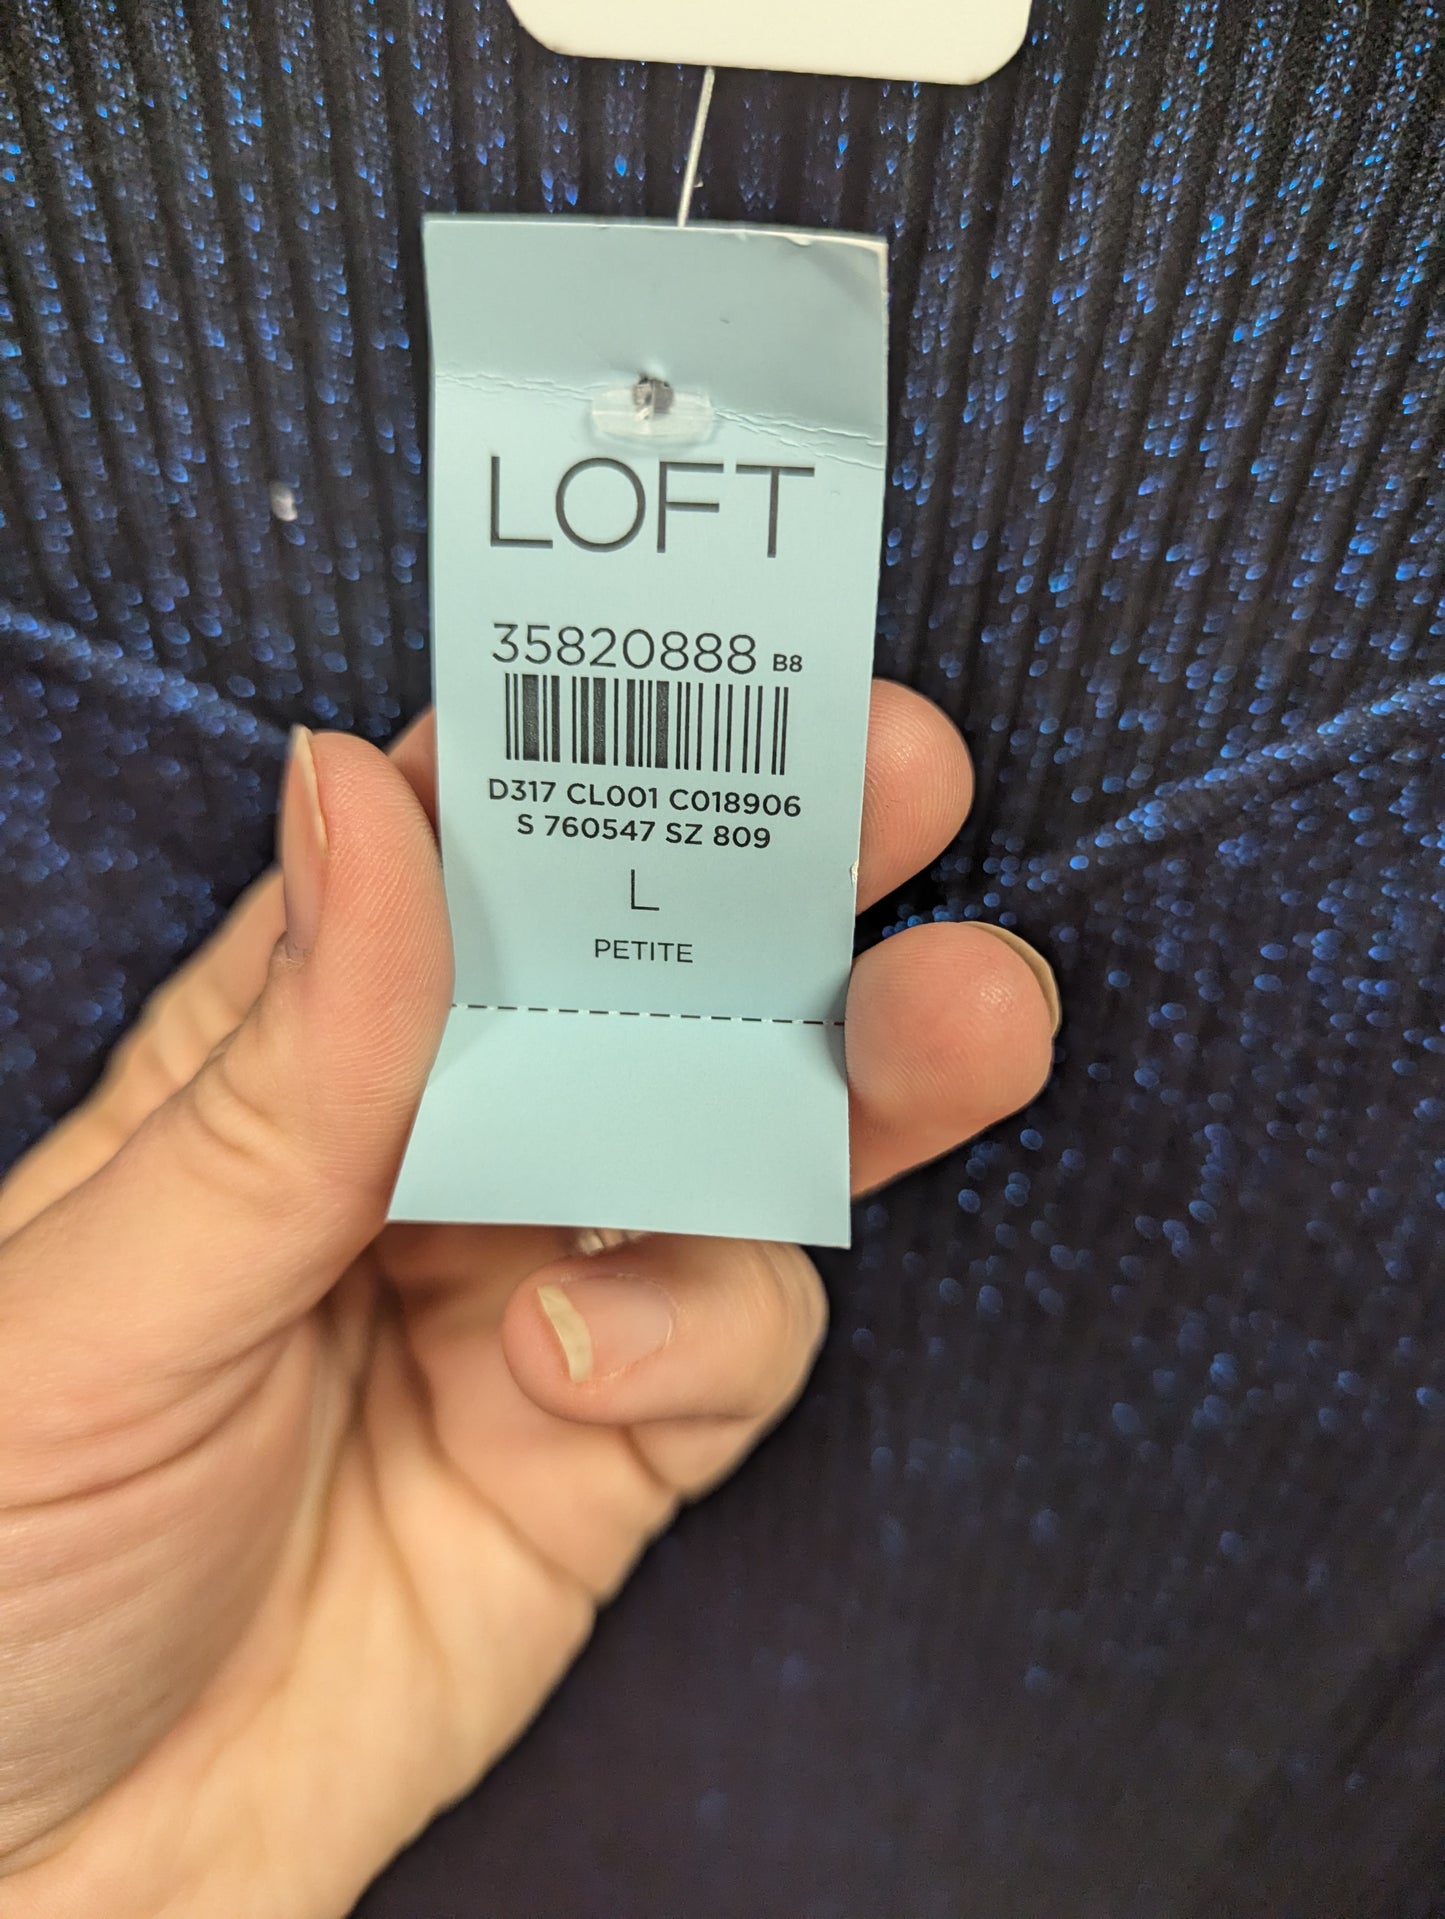 LOFT
35820888 B8
D317 CL001 C018906
S 760547 SZ 809
L
PETITE